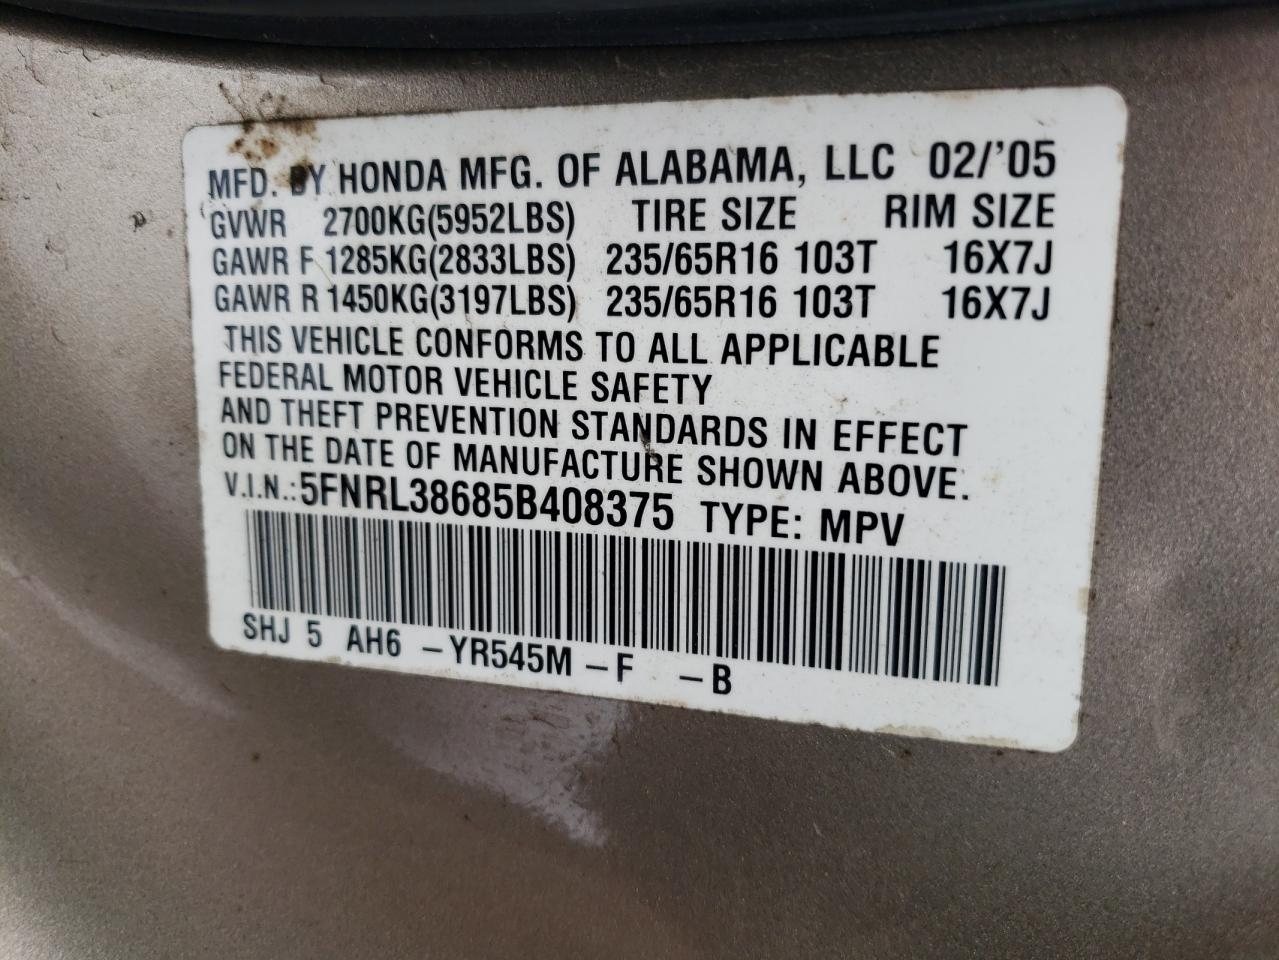 MFD. BY HONDA MFG. OF ALABAMA, LLC 02/'05
GVWR 2700KG(5952LBS) TIRE SIZE RIM SIZE
GAWR F 1285KG(2833LBS) 235/65R16 103T 16X7J
GAWR R 1450KG(3197LBS) 235/65R16 103T 16X7J
THIS VEHICLE CONFORMS TO ALL APPLICABLE
FEDERAL MOTOR VEHICLE SAFETY
AND THEFT PREVENTION STANDARDS IN EFFECT
ON THE DATE OF MANUFACTURE SHOWN ABOVE.
V.I.N.:5FNRL38685B408375 TYPE: MPV
SHJ 5 AH6 -YR545M -F -B